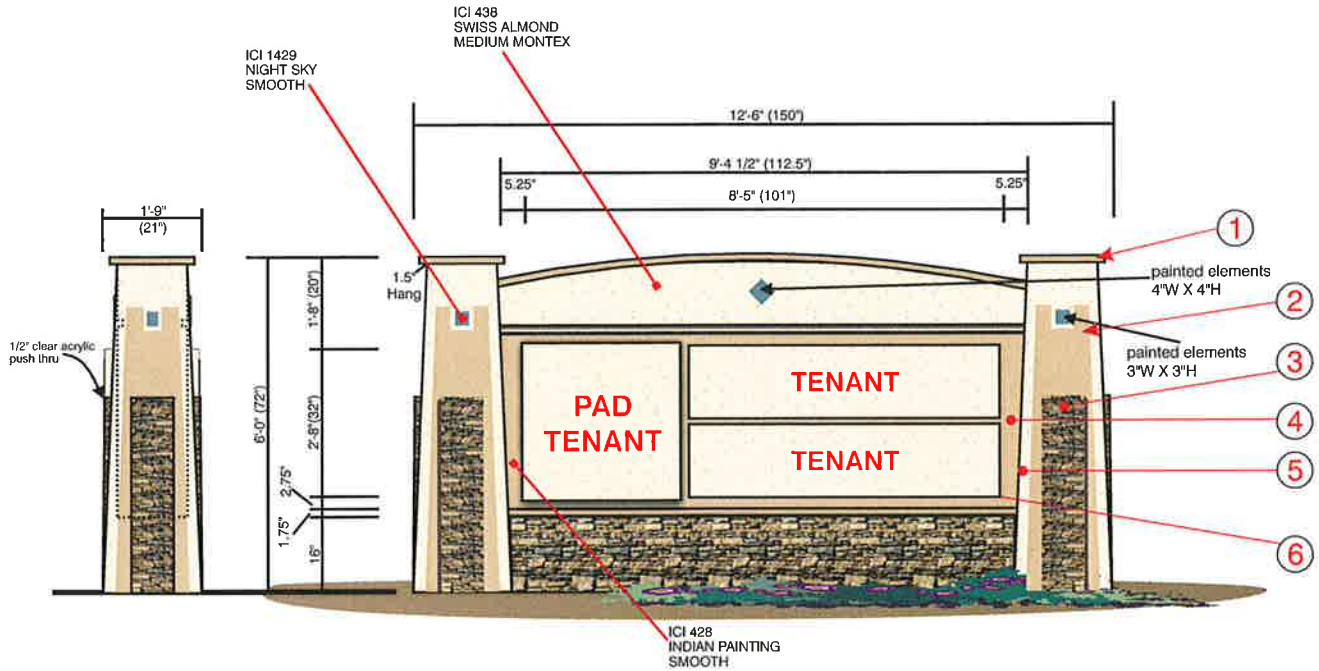 ICI 438
SWISS ALMOND
MEDIUM MONTEX
ICI 1429
NIGHT SKY
SMOOTH
12'-6" (150")
9'-4 1/2" (112.5")
5.25"
8'-5" (101")
5.25"
1'-9"
(21")
1
1.5"
Hang
painted elements
4"W X 4"H
2
1'-8" (20")
1/2" clear acrylic
push thru
painted elements
3"W X 3"H
3
TENANT
PAD
TENANT
6'-0" (72")
2'-8"(32")
4
TENANT
5
2.75"
1.75"
16"
6
ICI 428
INDIAN PAINTING
SMOOTH